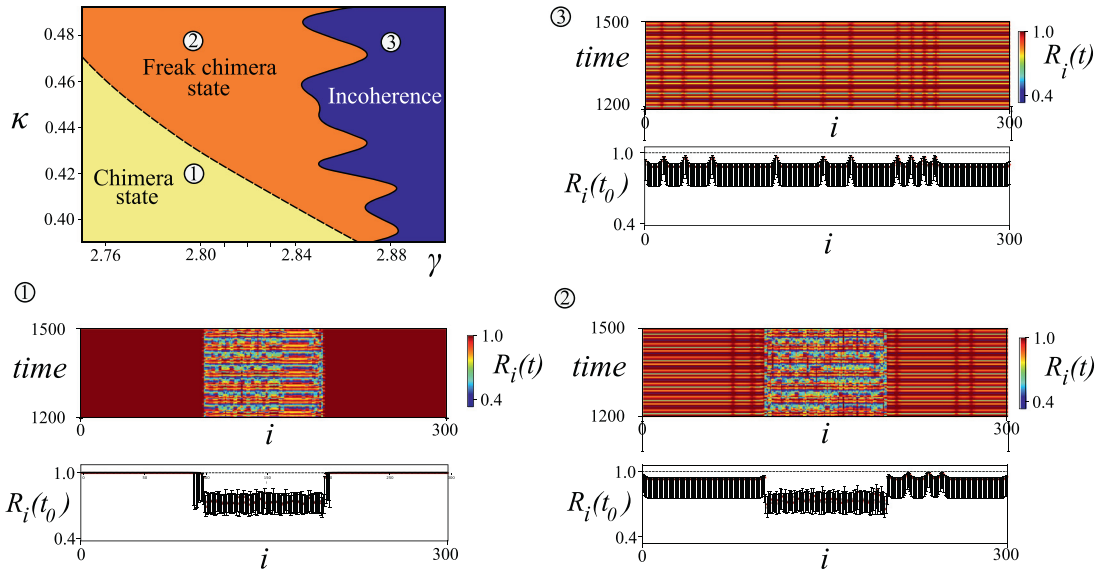 0.48
0.46
0.44
0.42
0.40
κ
②
Freak chimera
state
③
Incoherence
①
Chimera
state
2.76
2.80
2.84
2.88
γ
③
1500
time
1200
i
1.0
0.4
R_i(t)
1.0
R_i(t_0)
0.4
0
i
300
①
1500
time
1200
0
i
300
1.0
0.4
R_i(t)
1.0
R_i(t_0)
0.4
0
i
300
②
1500
time
1200
0
i
300
1.0
0.4
R_i(t)
1.0
R_i(t_0)
0.4
0
i
300